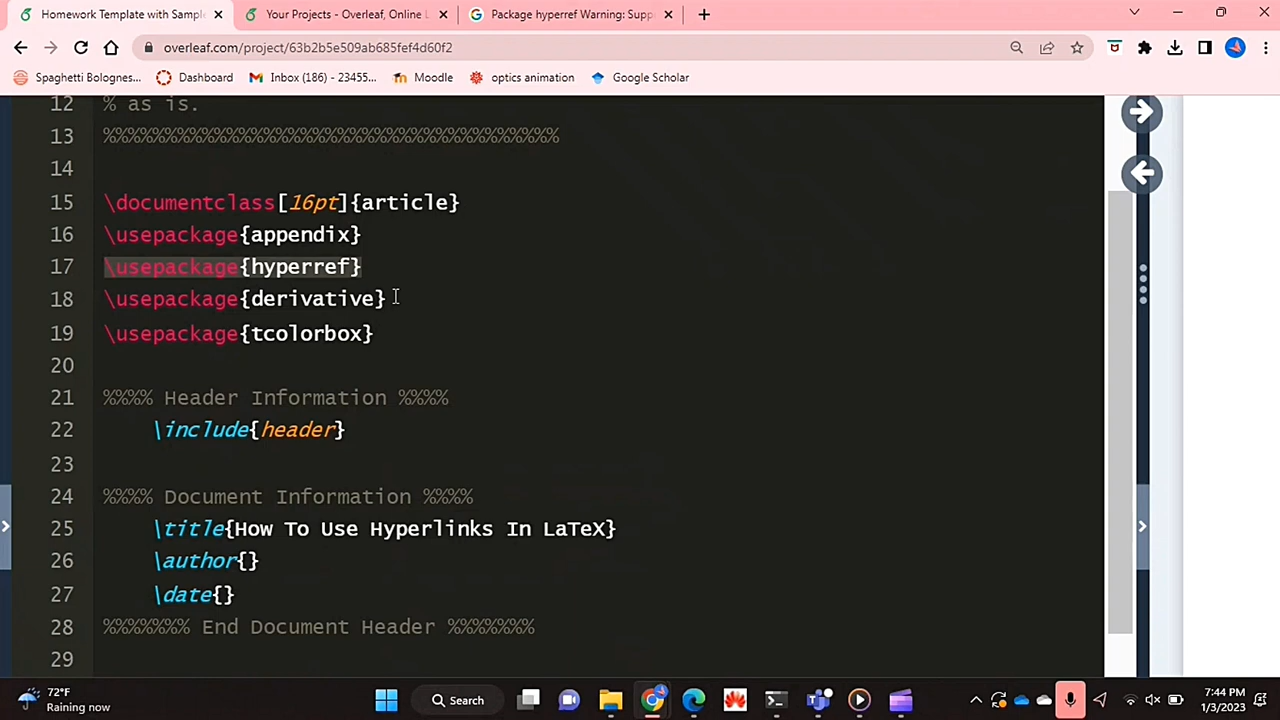 Homework Template with Sampl
Your Projects - Overleaf, Online L
Package hyperref Warning: Supp
overleaf.com/project/63b2b5e509ab685fef4d60f2
Spaghetti Bolognes...
Dashboard
Inbox (186) - 23455...
Moodle
optics animation
Google Scholar
12 % as is.
13 %%%%%%%%%%%%%%%%%%%%%%%%%%%%%%%%%%%%%
14
15 \documentclass[16pt]{article}
16 \usepackage{appendix}
17 \usepackage{hyperref}
18 \usepackage{derivative}
19 \usepackage{tcolorbox}
20
21 %%%% Header Information %%%%
22 \include{header}
23
24 %%%% Document Information %%%%
25 \title{How To Use Hyperlinks In LaTeX}
26 \author{}
27 \date{}
28 %%%%%%% End Document Header %%%%%%%
29
72°F
Raining now
Search
7:44 PM
1/3/2023